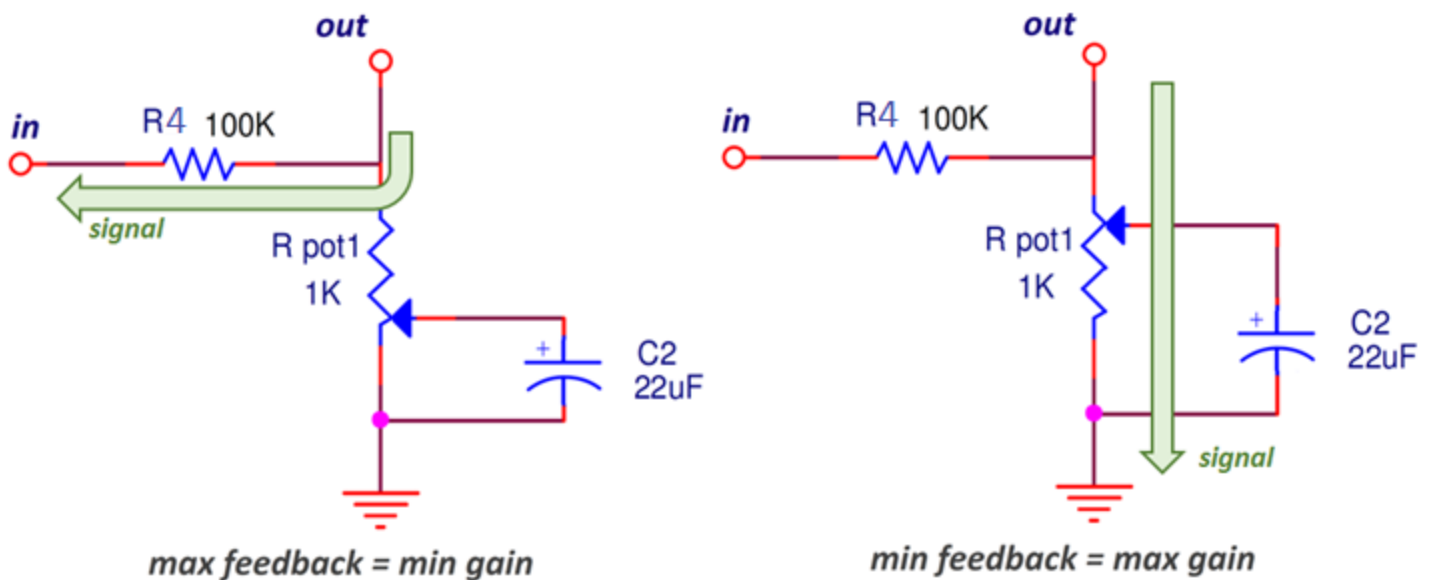 out
in
R4 100K
signal
R pot1
1K
+
C2
22uF
max feedback = min gain
out
in
R4 100K
R pot1
1K
+
C2
22uF
signal
min feedback = max gain